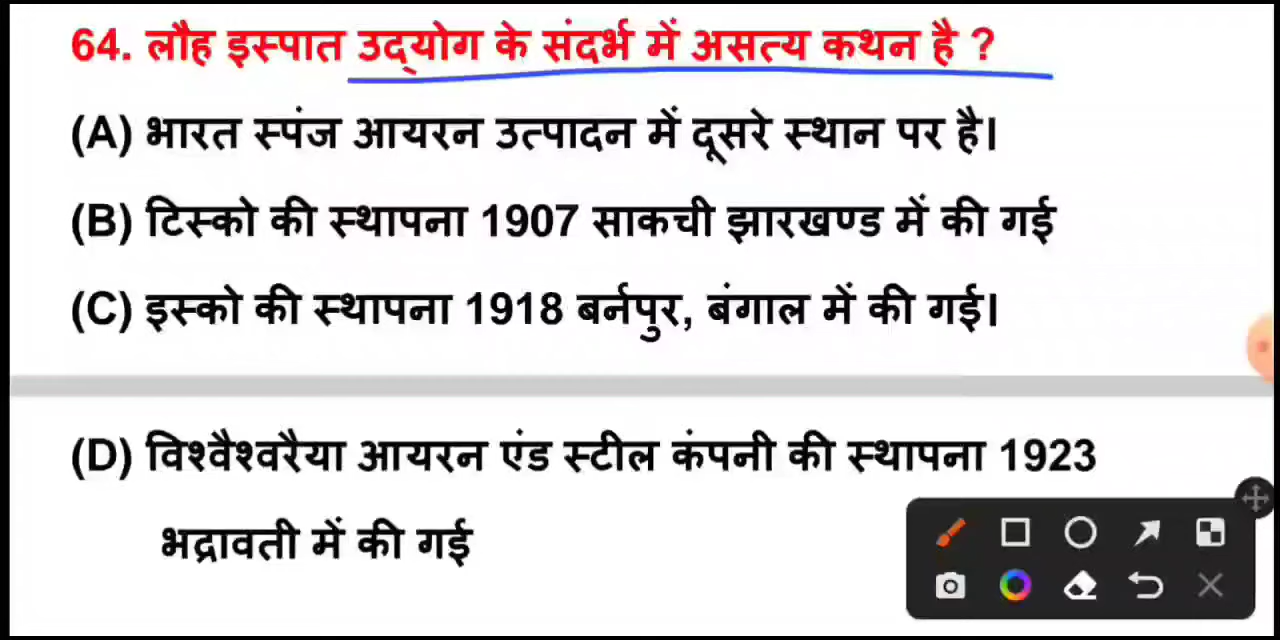 64. लौह इस्पात उद्योग के संदर्भ में असत्य कथन है ?
(A) भारत स्पंज आयरन उत्पादन में दूसरे स्थान पर है।
(B) टिस्को की स्थापना 1907 साकची झारखण्ड में की गई
(C) इस्को की स्थापना 1918 बर्नपुर, बंगाल में की गई।
(D) विश्वैश्वरैया आयरन एंड स्टील कंपनी की स्थापना 1923
भद्रावती में की गई